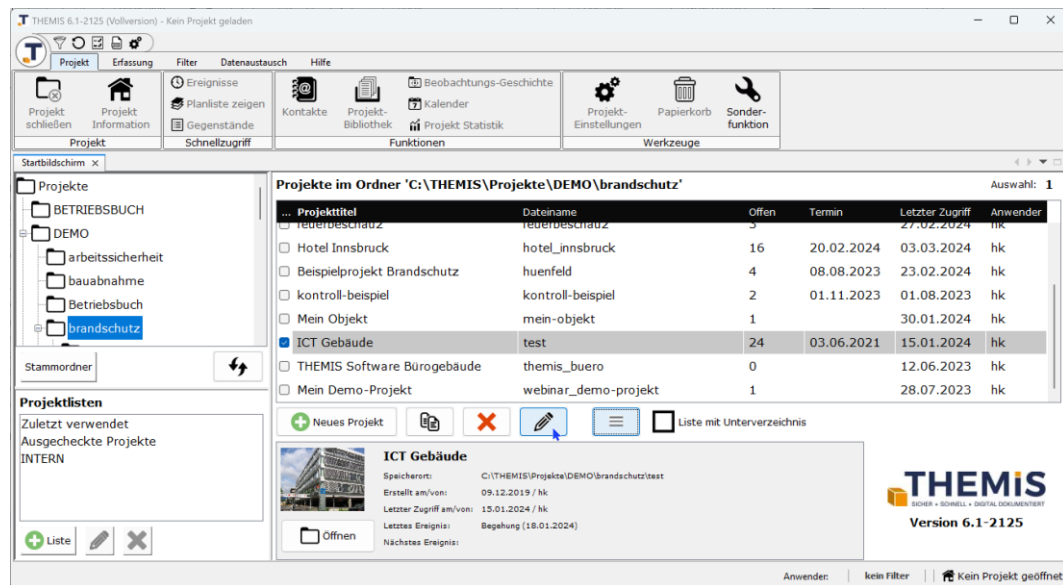 THEMIS 6.1-2125 (Vollversion) - Kein Projekt geladen
Projekt Erfassung Filter Datenaustausch Hilfe
Projekt schließen
Projekt Information
Projekt
Ereignisse
Planliste zeigen
Gegenstände
Schnellzugriff
Kontakte
Projekt-Bibliothek
Beobachtungs-Geschichte
Kalender
Projekt Statistik
Funktionen
Projekt-Einstellungen
Papierkorb
Sonder-funktion
Werkzeuge
Startbildschirm
Projekte
BETRIEBSBUCH
DEMO
arbeitssicherheit
bauabnahme
Betriebsbuch
brandschutz
Stammordner
Projektlisten
Zuletzt verwendet
Ausgecheckte Projekte
INTERN
Liste
Projekte im Ordner 'C:\THEMIS\Projekte\DEMO\brandschutz' Auswahl: 1
... Projekttitel Dateiname Offen Termin Letzter Zugriff Anwender
feuerbeschau2 feuerbeschau2 3 27.02.2024 hk
Hotel Innsbruck hotel_innsbruck 16 20.02.2024 03.03.2024 hk
Beispielprojekt Brandschutz huenfeld 4 08.08.2023 23.02.2024 hk
kontroll-beispiel kontroll-beispiel 2 01.11.2023 01.08.2023 hk
Mein Objekt mein-objekt 1 30.01.2024 hk
ICT Gebäude test 24 03.06.2021 15.01.2024 hk
THEMIS Software Bürogebäude themis_buero 0 12.06.2023 hk
Mein Demo-Projekt webinar_demo-projekt 1 28.07.2023 hk
Neues Projekt Liste mit Unterverzeichnis
ICT Gebäude
Speicherort: C:\THEMIS\Projekte\DEMO\brandschutz\test
Erstellt am/von: 09.12.2019 / hk
Letzter Zugriff am/von: 15.01.2024 / hk
Letztes Ereignis: Begehung (18.01.2024)
Nächstes Ereignis:
Öffnen
THEMiS
SICHER + SCHNELL + DIGITAL DOKUMENTIERT
Version 6.1-2125
Anwender: kein Filter Kein Projekt geöffnet